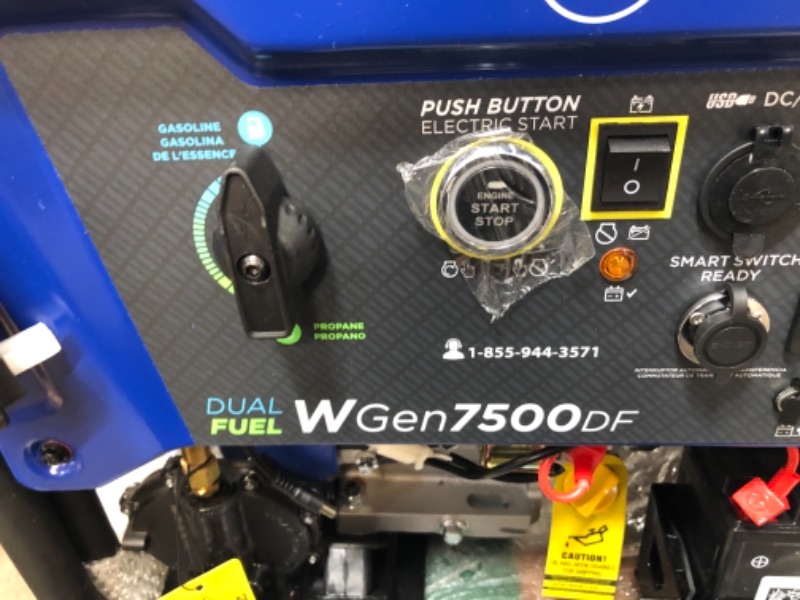 GASOLINE
GASOLINA
DE L'ESSENCE
PROPANE
PROPANO
PUSH BUTTON
ELECTRIC START
ENGINE
START
STOP
USB DC/
SMART SWITCH
READY
1-855-944-3571
DUAL
FUEL
WGen7500DF
CAUTION!